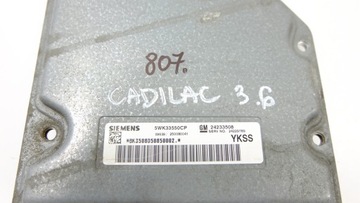 807.
CADILAC 3.6
SIEMENS 5WK33550CP GM 24233508
YKSS